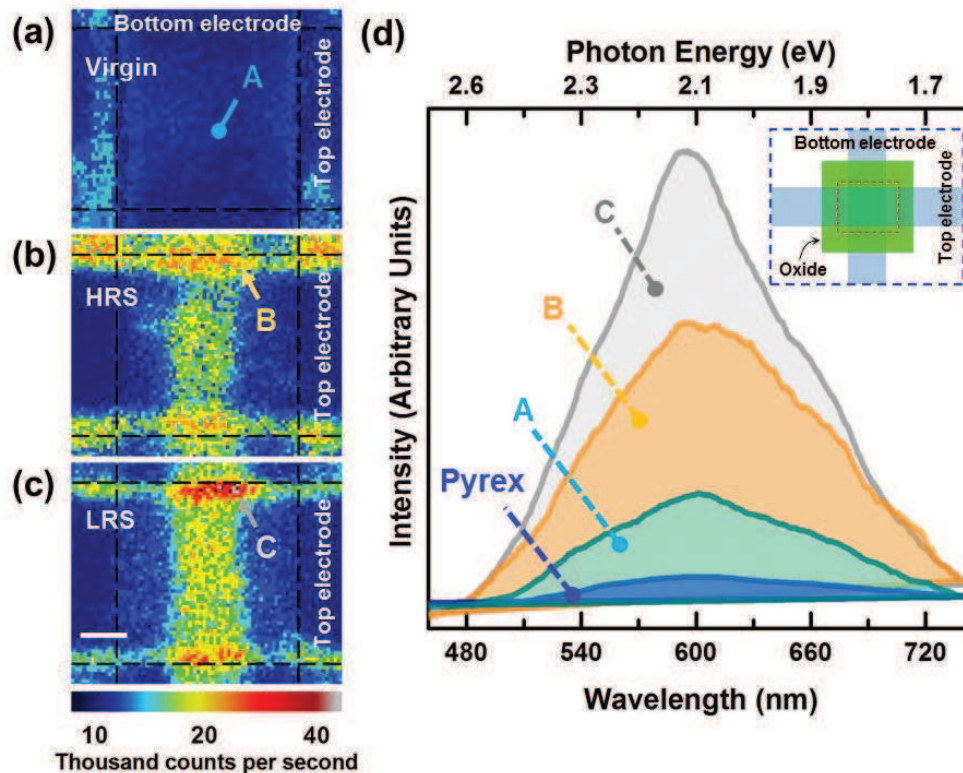 (a)
Bottom electrode
Virgin
A
Top electrode
(b)
HRS
B
Top electrode
(c)
LRS
C
Top electrode
10 20 40
Thousand counts per second
(d)
Photon Energy (eV)
2.6 2.3 2.1 1.9 1.7
Intensity (Arbitrary Units)
C
B
A
Pyrex
Bottom electrode
Top electrode
Oxide
480 540 600 660 720
Wavelength (nm)